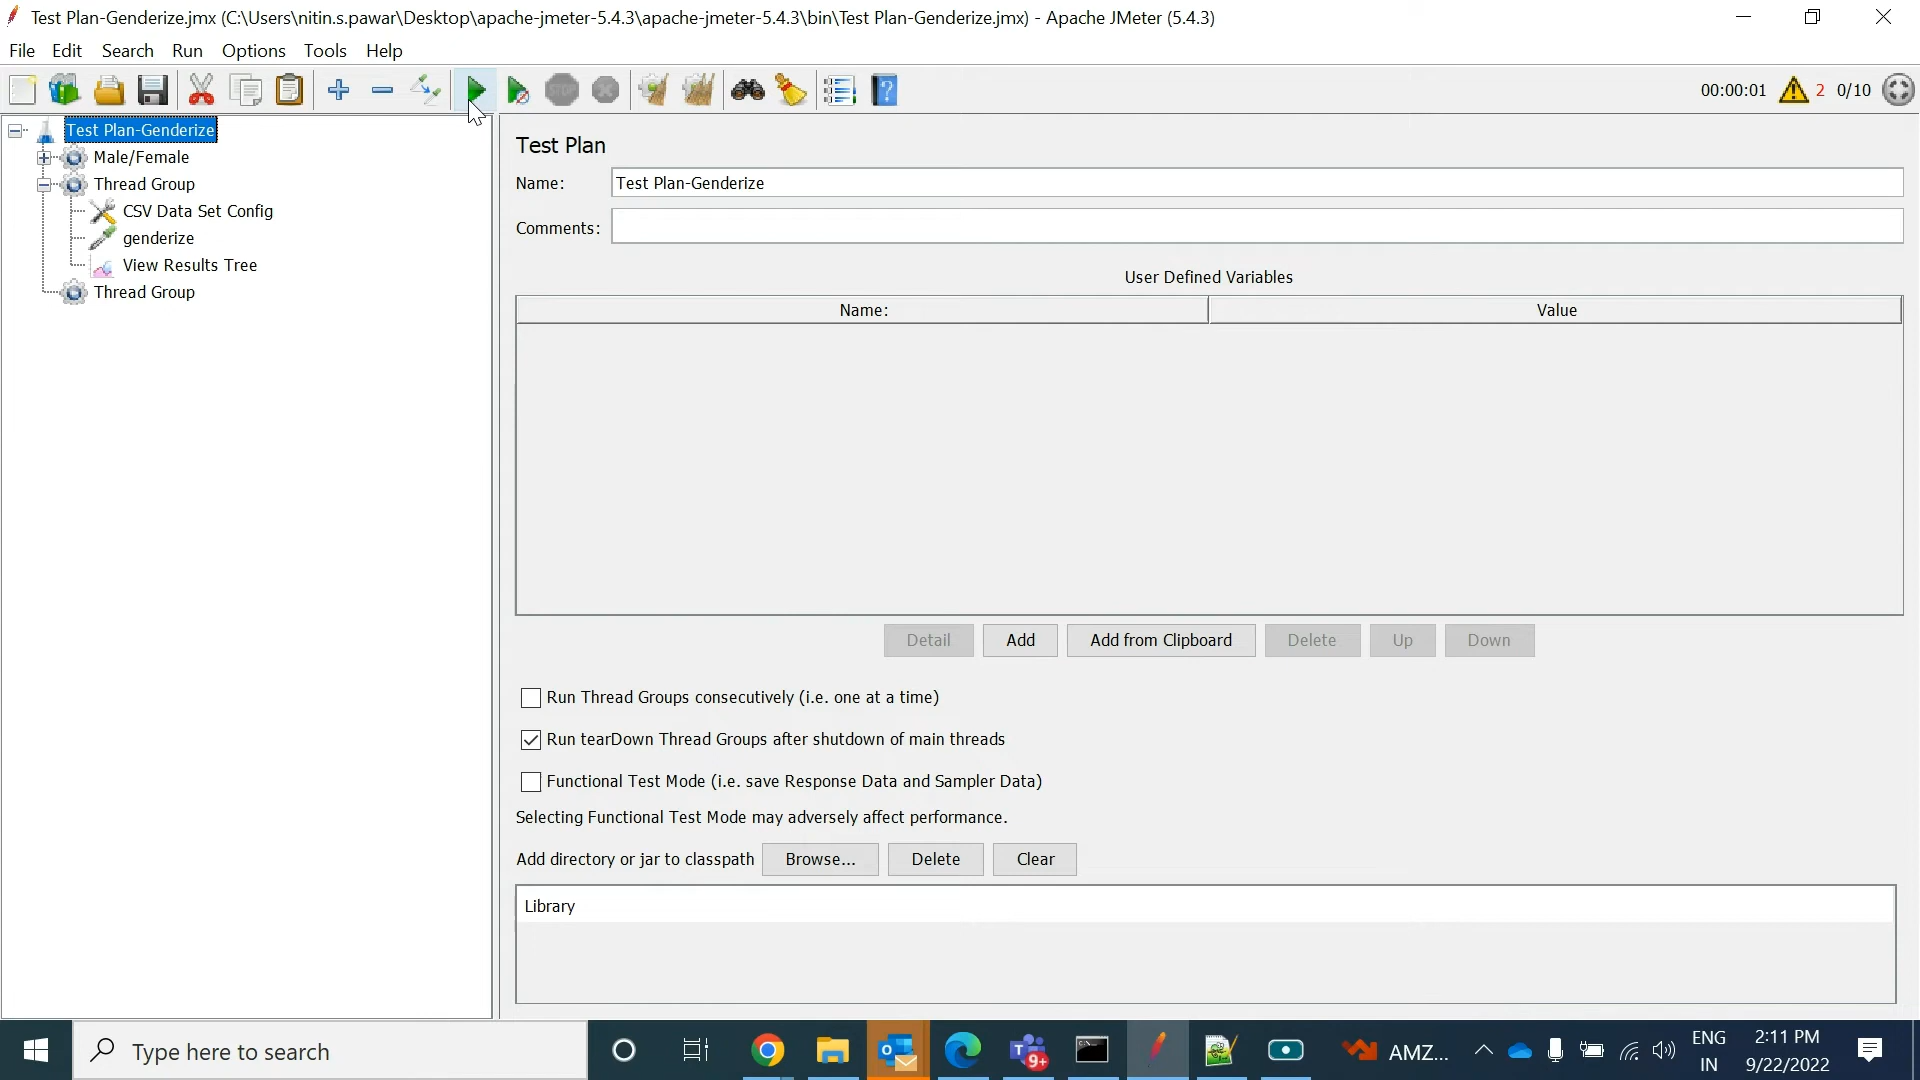 Test Plan-Genderize.jmx (C:\Users\nitin.s.pawar\Desktop\apache-jmeter-5.4.3\apache-jmeter-5.4.3\bin\Test Plan-Genderize.jmx) - Apache JMeter (5.4.3)
File Edit Search Run Options Tools Help
STOP ? 00:00:01 2 0/10
Test Plan-Genderize
Male/Female
Thread Group
CSV Data Set Config
genderize
View Results Tree
Thread Group
Test Plan
Name: Test Plan-Genderize
Comments:
User Defined Variables
Name: Value
Detail Add Add from Clipboard Delete Up Down
Run Thread Groups consecutively (i.e. one at a time)
Run tearDown Thread Groups after shutdown of main threads
Functional Test Mode (i.e. save Response Data and Sampler Data)
Selecting Functional Test Mode may adversely affect performance.
Add directory or jar to classpath Browse... Delete Clear
Library
Type here to search
9+
AMZ...
ENG
IN
2:11 PM
9/22/2022